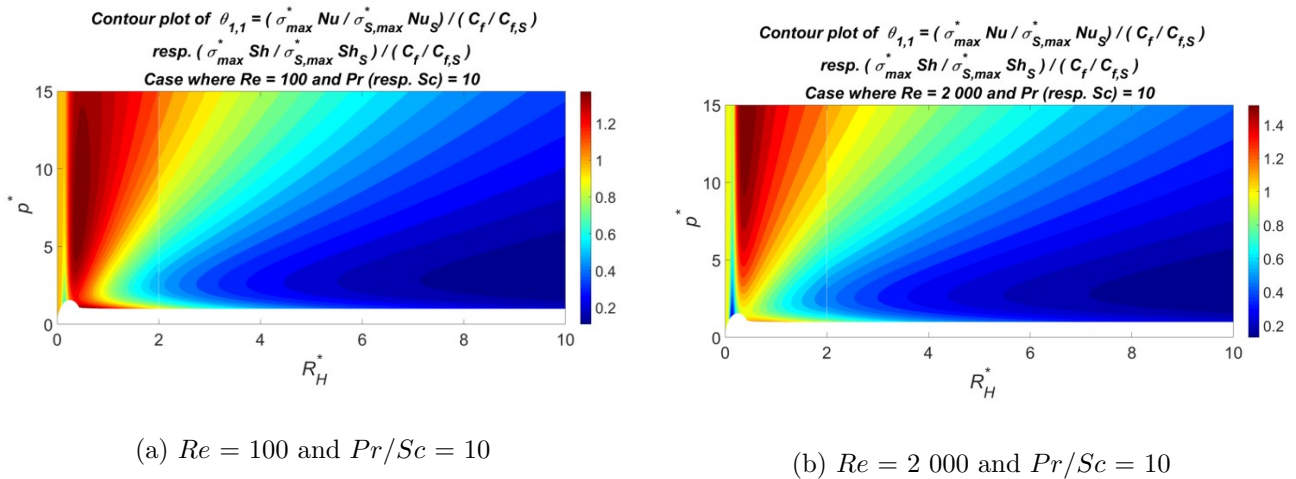 Contour plot of θ1,1 = ( σ*max Nu / σ*S,max NuS) / ( Cf / Cf,S )
resp. ( σ*max Sh / σ*S,max ShS ) / ( Cf / Cf,S )
Case where Re = 100 and Pr (resp. Sc) = 10
15
10
5
0
p*
0 2 4 6 8 10
R*H
1.2
1
0.8
0.6
0.4
0.2
(a) Re = 100 and Pr/Sc = 10
Contour plot of θ1,1 = ( σ*max Nu / σ*S,max NuS) / ( Cf / Cf,S )
resp. ( σ*max Sh / σ*S,max ShS ) / ( Cf / Cf,S )
Case where Re = 2 000 and Pr (resp. Sc) = 10
15
10
5
0
p*
0 2 4 6 8 10
R*H
1.4
1.2
1
0.8
0.6
0.4
0.2
(b) Re = 2 000 and Pr/Sc = 10